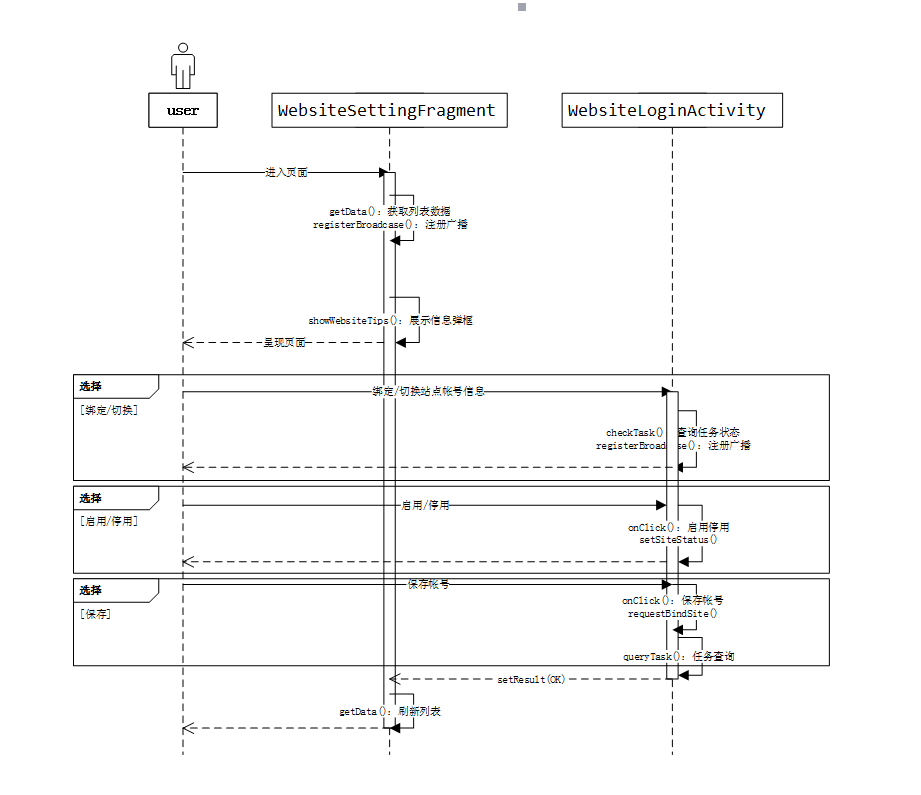 user
WebsiteSettingFragment
WebsiteLoginActivity
进入页面
getData(): 获取列表数据
registerBroadcase(): 注册广播
showWebsiteTips(): 展示信息弹框
呈现页面
选择
[绑定/切换]
绑定/切换站点帐号信息
checkTask() 查询任务状态
registerBroadcase(): 注册广播
选择
[启用/停用]
启用/停用
onClick(): 启用停用
setSiteStatus()
选择
[保存]
保存帐号
onClick(): 保存帐号
requestBindSite()
queryTask(): 任务查询
setResult(OK)
getData(): 刷新列表